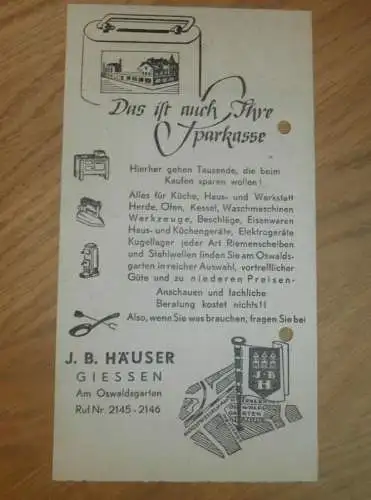 Das ist auch Ihre
Sparkasse
Hierher gehen Tausende, die beim
Kaufen sparen wollen!
Alles für Küche, Haus- und Werkstatt
Herde, Ofen, Kessel, Waschmaschinen
Werkzeuge, Beschläge, Eisenwaren
Haus- und Küchengeräte, Elektrogeräte
Kugellager jeder Art Riemenscheiben
und Stahlwellen finden Sie am Oswalds-
garten in reicher Auswahl, vortrefflicher
Güte und zu niederen Preisen-
Anschauen und fachliche
Beratung kostet nichts!!
Also, wenn Sie was brauchen, fragen Sie bei
J. B. HÄUSER
GIESSEN
Am Oswaldsgarten
Ruf Nr. 2145 - 2146
J·B
H
OSWALDS
GARTEN